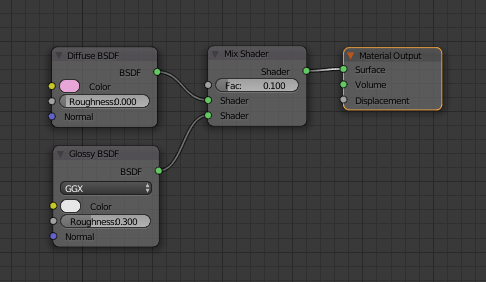 Diffuse BSDF
BSDF
Color
Roughness:0.000
Normal
Glossy BSDF
BSDF
GGX
Color
Roughness:0.300
Normal
Mix Shader
Shader
Fac: 0.100
Shader
Shader
Material Output
Surface
Volume
Displacement